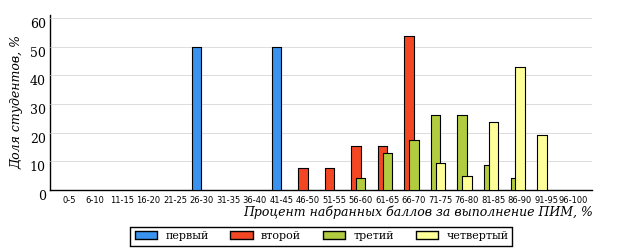 Доля студентов, %
60
50
40
30
20
10
0
0-5 6-10 11-15 16-20 21-25 26-30 31-35 36-40 41-45 46-50 51-55 56-60 61-65 66-70 71-75 76-80 81-85 86-90 91-95 96-100
Процент набранных баллов за выполнение ПИМ, %
первый второй третий четвертый